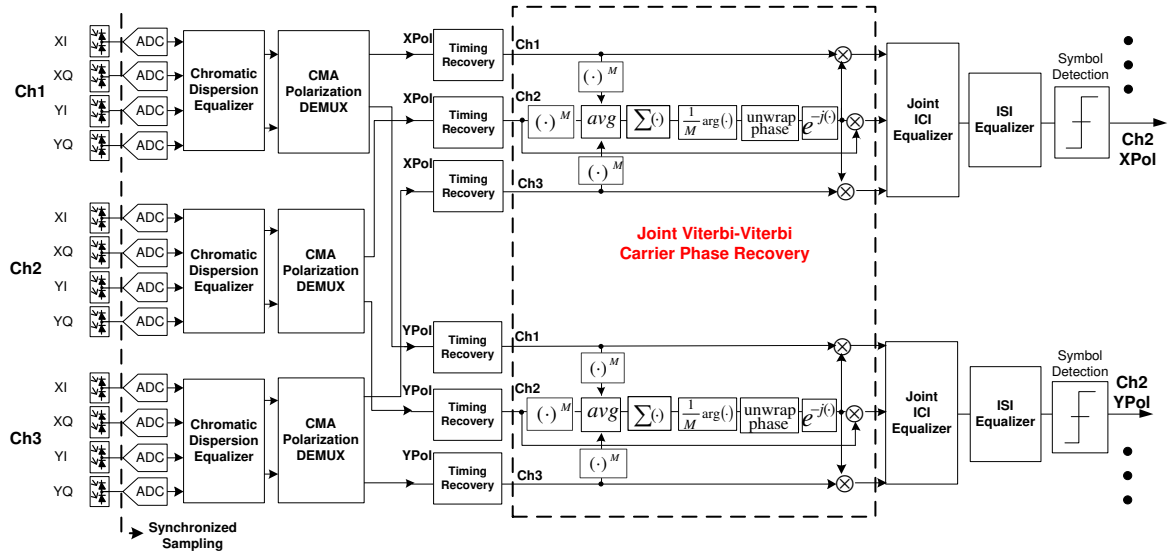 Ch1
XI
XQ
YI
YQ
ADC
ADC
ADC
ADC
Chromatic
Dispersion
Equalizer
CMA
Polarization
DEMUX
Ch2
XI
XQ
YI
YQ
ADC
ADC
ADC
ADC
Chromatic
Dispersion
Equalizer
CMA
Polarization
DEMUX
Ch3
XI
XQ
YI
YQ
ADC
ADC
ADC
ADC
Chromatic
Dispersion
Equalizer
CMA
Polarization
DEMUX
Synchronized
Sampling
XPol
Timing
Recovery
Ch1
(·)^M
XPol
Timing
Recovery
Ch2
(·)^M
avg
∑(·)
1/M arg(·)
unwrap
phase
e^{-j(·)}
(·)^M
XPol
Timing
Recovery
Ch3
Joint Viterbi-Viterbi
Carrier Phase Recovery
Joint
ICI
Equalizer
ISI
Equalizer
Symbol
Detection
Ch2
XPol
YPol
Timing
Recovery
Ch1
(·)^M
YPol
Timing
Recovery
Ch2
(·)^M
avg
∑(·)
1/M arg(·)
unwrap
phase
e^{-j(·)}
(·)^M
YPol
Timing
Recovery
Ch3
Joint
ICI
Equalizer
ISI
Equalizer
Symbol
Detection
Ch2
YPol